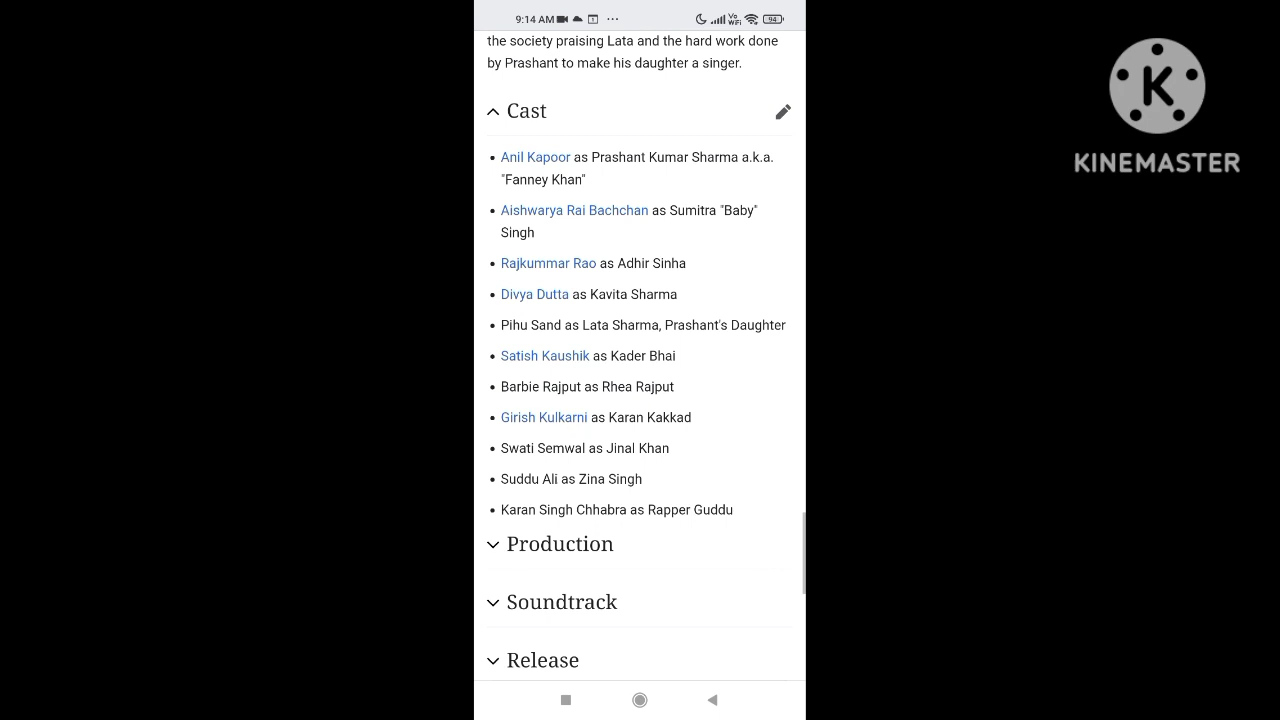 9:14 AM
Vo
WiFi
94
the society praising Lata and the hard work done
by Prashant to make his daughter a singer.
Cast
Anil Kapoor as Prashant Kumar Sharma a.k.a.
"Fanney Khan"
Aishwarya Rai Bachchan as Sumitra "Baby"
Singh
Rajkummar Rao as Adhir Sinha
Divya Dutta as Kavita Sharma
Pihu Sand as Lata Sharma, Prashant's Daughter
Satish Kaushik as Kader Bhai
Barbie Rajput as Rhea Rajput
Girish Kulkarni as Karan Kakkad
Swati Semwal as Jinal Khan
Suddu Ali as Zina Singh
Karan Singh Chhabra as Rapper Guddu
Production
Soundtrack
Release
K
KINEMASTER